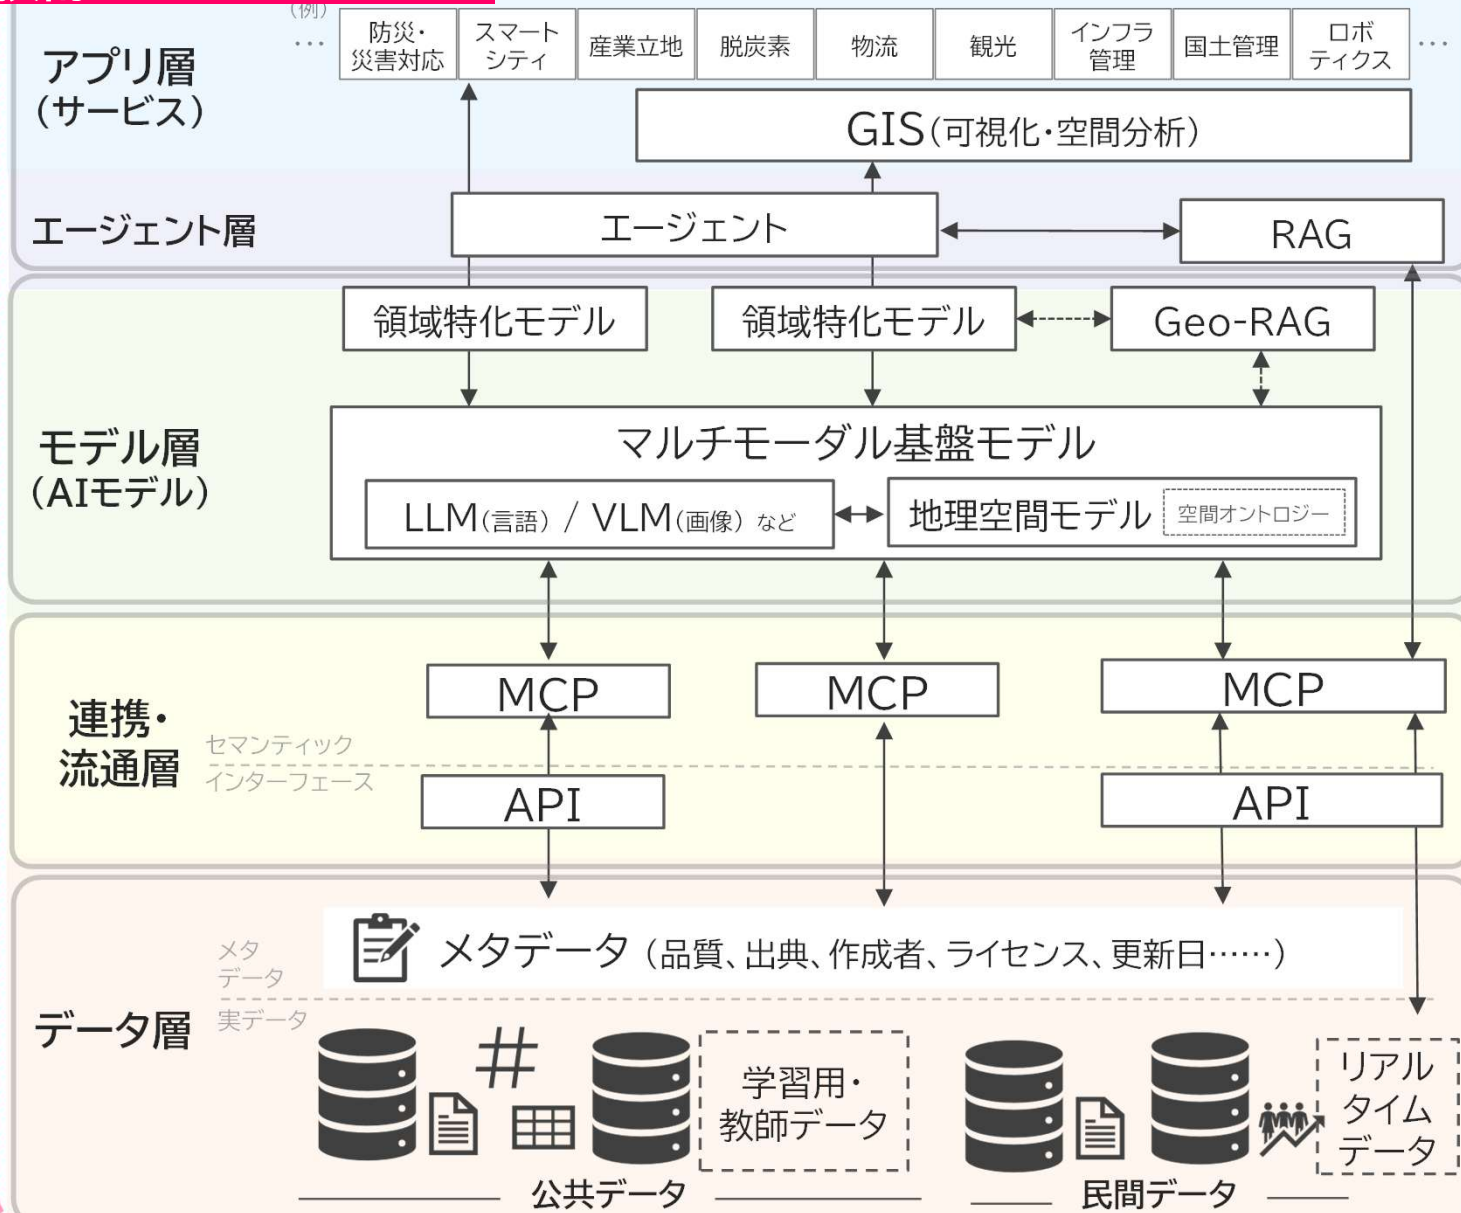 (例)
…
防災・
災害対応
スマート
シティ
産業立地
脱炭素
物流
観光
インフラ
管理
国土管理
ロボ
ティクス
…
アプリ層
(サービス)
GIS(可視化・空間分析)
エージェント層
エージェント
RAG
領域特化モデル
領域特化モデル
Geo-RAG
モデル層
(AIモデル)
マルチモーダル基盤モデル
LLM(言語) / VLM(画像) など
地理空間モデル
空間オントロジー
連携・
流通層
MCP
MCP
MCP
セマンティック
インターフェース
API
API
データ層
メタ
データ
実データ
メタデータ (品質、出典、作成者、ライセンス、更新日……)
学習用・
教師データ
リアル
タイム
データ
公共データ
民間データ